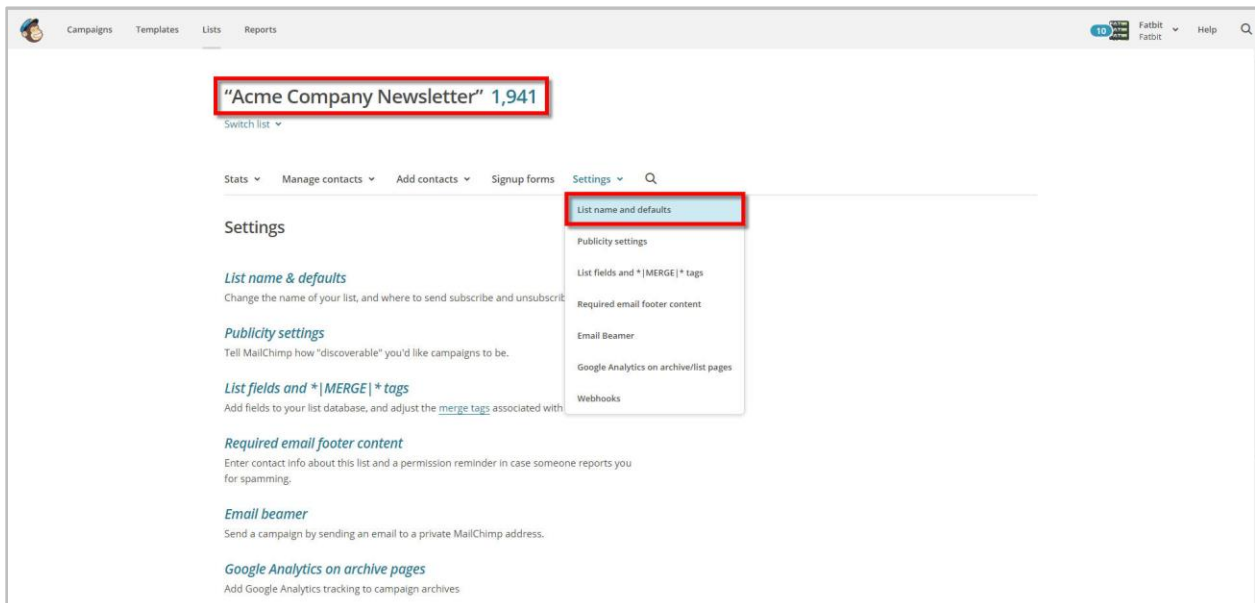 Campaigns Templates Lists Reports
10 Fatbit Help
Fatbit
“Acme Company Newsletter” 1,941
Switch list
Stats Manage contacts Add contacts Signup forms Settings
List name and defaults
Publicity settings
List fields and *|MERGE|* tags
Required email footer content
Email Beamer
Google Analytics on archive/list pages
Webhooks
Settings
List name & defaults
Change the name of your list, and where to send subscribe and unsubscrib
Publicity settings
Tell MailChimp how "discoverable" you'd like campaigns to be.
List fields and *|MERGE|* tags
Add fields to your list database, and adjust the merge tags associated with
Required email footer content
Enter contact info about this list and a permission reminder in case someone reports you
for spamming.
Email beamer
Send a campaign by sending an email to a private MailChimp address.
Google Analytics on archive pages
Add Google Analytics tracking to campaign archives